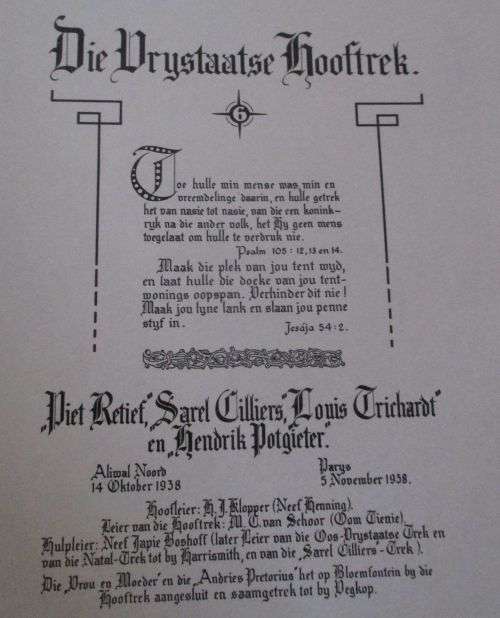 Die Vrystaatse Hooftrek.
6
Toe hulle min mense was, min en
vreemdelinge daarin, en hulle getrek
het van nasie tot nasie, van die een konink-
ryk na die ander volk, het Hy geen mens
toegelaat om hulle te verdruk nie.
Psalm 105 : 12, 13 en 14.
Maak die plek van jou tent wyd,
en laat hulle die doeke van jou tent-
wonings oopspan. Verhinder dit nie!
Maak jou lyne lank en slaan jou penne
styf in.
Jesája 54 : 2.
„Piet Retief”, „Sarel Cilliers”, „Louis Trichardt”
en „Hendrik Potgieter”.
Aliwal Noord Parys
14 Oktober 1938 5 November 1938.
Hoofleier: H. J. Klopper (Neef Henning).
Leier van die Hooftrek: M. C. van Schoor (Oom Tienie).
Hulpleier: Neef Japie Boshoff (later Leier van die Oos-Vrystaatse Trek en
van die Natal-Trek tot by Harrismith, en van die „Sarel Cilliers - Trek”).
Die „Vrou en Moeder” en die „Andries Pretorius” het op Bloemfontein by die
Hooftrek aangesluit en saamgetrek tot by Vegkop.